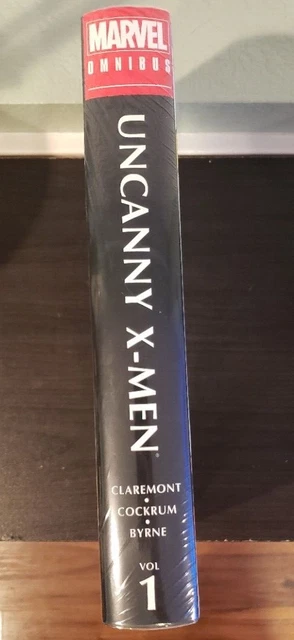 MARVEL
OMNIBUS
UNCANNY X-MEN
CLAREMONT
•
COCKRUM
•
BYRNE
VOL
1